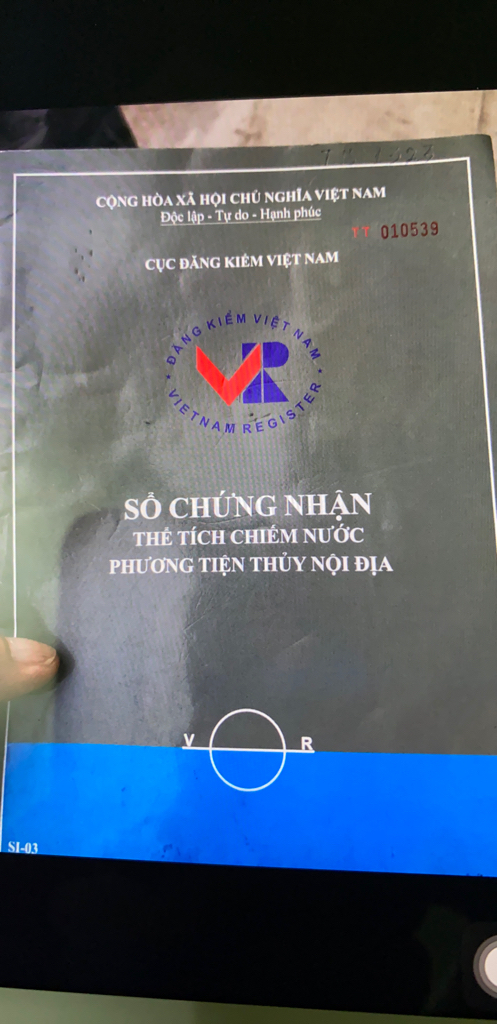 CỘNG HÒA XÃ HỘI CHỦ NGHĨA VIỆT NAM
Độc lập - Tự do - Hạnh phúc
TT 010539
CỤC ĐĂNG KIỂM VIỆT NAM
ĐĂNG KIỂM VIỆT NAM
VR
VIETNAM REGISTER
SỔ CHỨNG NHẬN
THỂ TÍCH CHIẾM NƯỚC
PHƯƠNG TIỆN THỦY NỘI ĐỊA
V R
SI-03